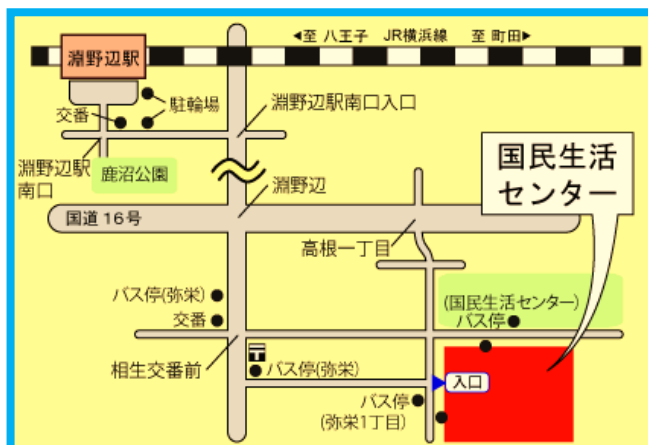 ◀至 八王子 JR横浜線 至 町田▶
淵野辺駅
駐輪場
交番
淵野辺駅南口入口
淵野辺駅
南口
鹿沼公園
国民生活
センター
淵野辺
国道16号
高根一丁目
バス停(弥栄)
交番
(国民生活センター)
バス停
相生交番前
バス停(弥栄)
入口
バス停
(弥栄1丁目)